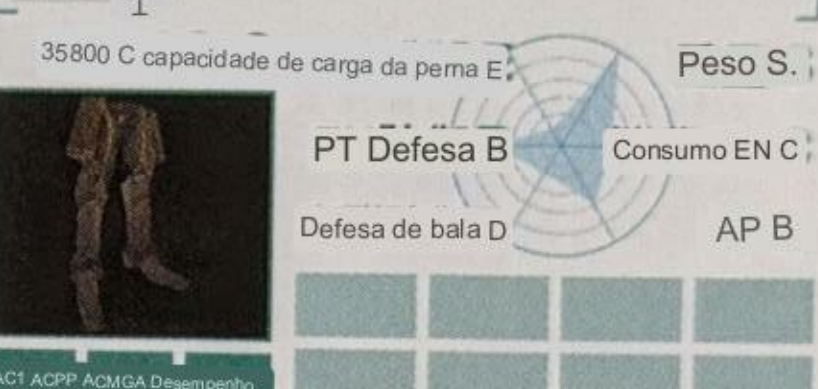 35800 C capacidade de carga da perna E
Peso S.
PT Defesa B
Consumo EN C
Defesa de bala D
AP B
AC1 ACPP ACMGA Desempenho